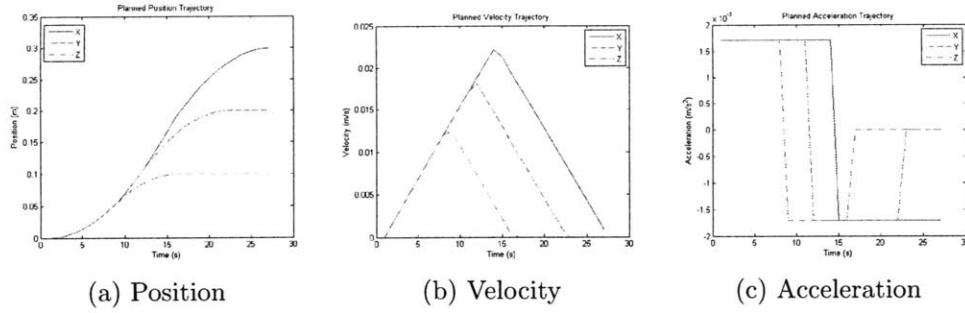 Planned Position Trajectory
0.35
0.3
0.25
0.2
0.15
0.1
0.05
0
Position [m]
X
Y
Z
0 5 10 15 20 25 30
Time (s)
(a) Position
Planned Velocity Trajectory
0.025
0.02
0.015
0.01
0.005
0
Velocity (m/s)
X
Y
Z
0 5 10 15 20 25 30
Time (s)
(b) Velocity
Planned Acceleration Trajectory
x 10⁻³
2
1.5
1
0.5
0
-0.5
-1
-1.5
-2
Acceleration (m/s²)
X
Y
Z
0 5 10 15 20 25 30
Time (s)
(c) Acceleration